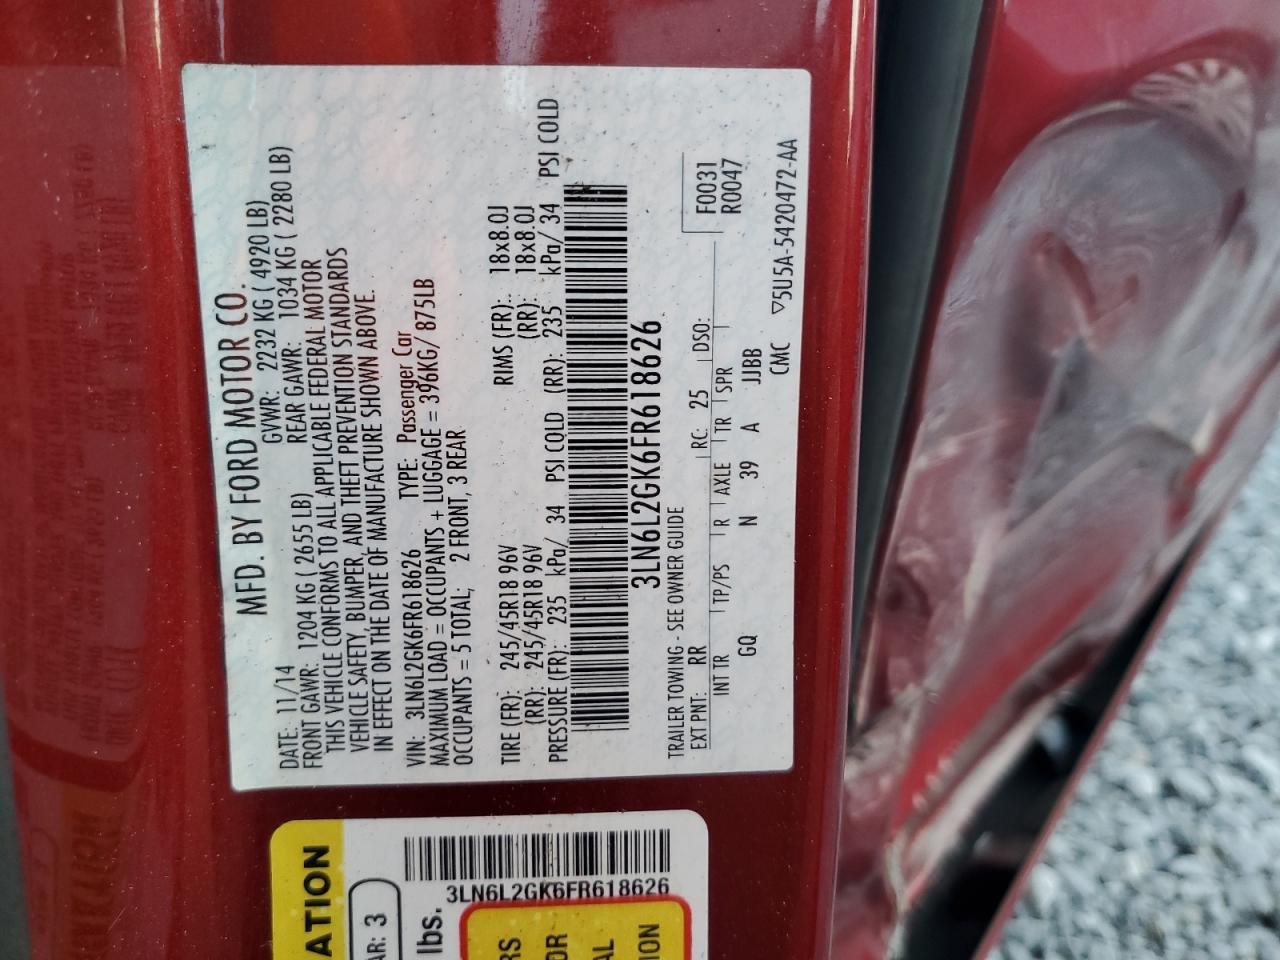 MFD. BY FORD MOTOR CO.
DATE: 11/14 GVWR: 2232 KG ( 4920 LB)
FRONT GAWR: 1204 KG ( 2655 LB) REAR GAWR: 1034 KG ( 2280 LB)
THIS VEHICLE CONFORMS TO ALL APPLICABLE FEDERAL MOTOR
VEHICLE SAFETY, BUMPER, AND THEFT PREVENTION STANDARDS
IN EFFECT ON THE DATE OF MANUFACTURE SHOWN ABOVE.
VIN: 3LN6L2GK6FR618626 TYPE: Passenger Car
MAXIMUM LOAD = OCCUPANTS + LUGGAGE = 396KG/ 875LB
OCCUPANTS = 5 TOTAL, 2 FRONT, 3 REAR
TIRE (FR): 245/45R18 96V RIMS (FR): 18x8.0J
(RR): 245/45R18 96V (RR): 18x8.0J
PRESSURE (FR): 235 kPa/ 34 PSI COLD (RR): 235 kPa/ 34 PSI COLD
3LN6L2GK6FR618626
TRAILER TOWING - SEE OWNER GUIDE
F0031
R0047
EXT PNT: RR RC: 25 DSO:
INT TR TP/PS R AXLE TR SPR
GQ N 39 A JJBB
CMC ▽5U5A-5420472-AA
ATION
AR: 3
3LN6L2GK6FR618626
lbs.
RS
OR
AL
ION